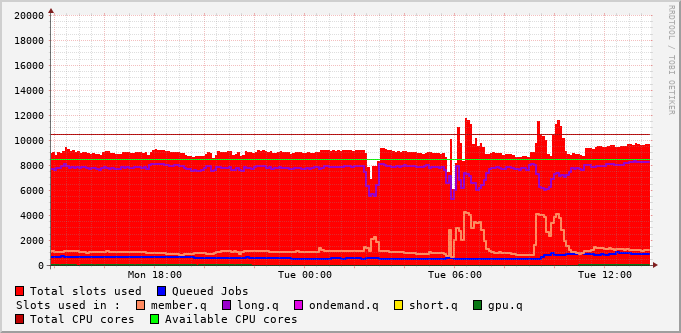 20000
18000
16000
14000
12000
10000
8000
6000
4000
2000
0
Mon 18:00 Tue 00:00 Tue 06:00 Tue 12:00
RRDTOOL / TOBI OETIKER
Total slots used Queued Jobs
Slots used in : member.q long.q ondemand.q short.q gpu.q
Total CPU cores Available CPU cores